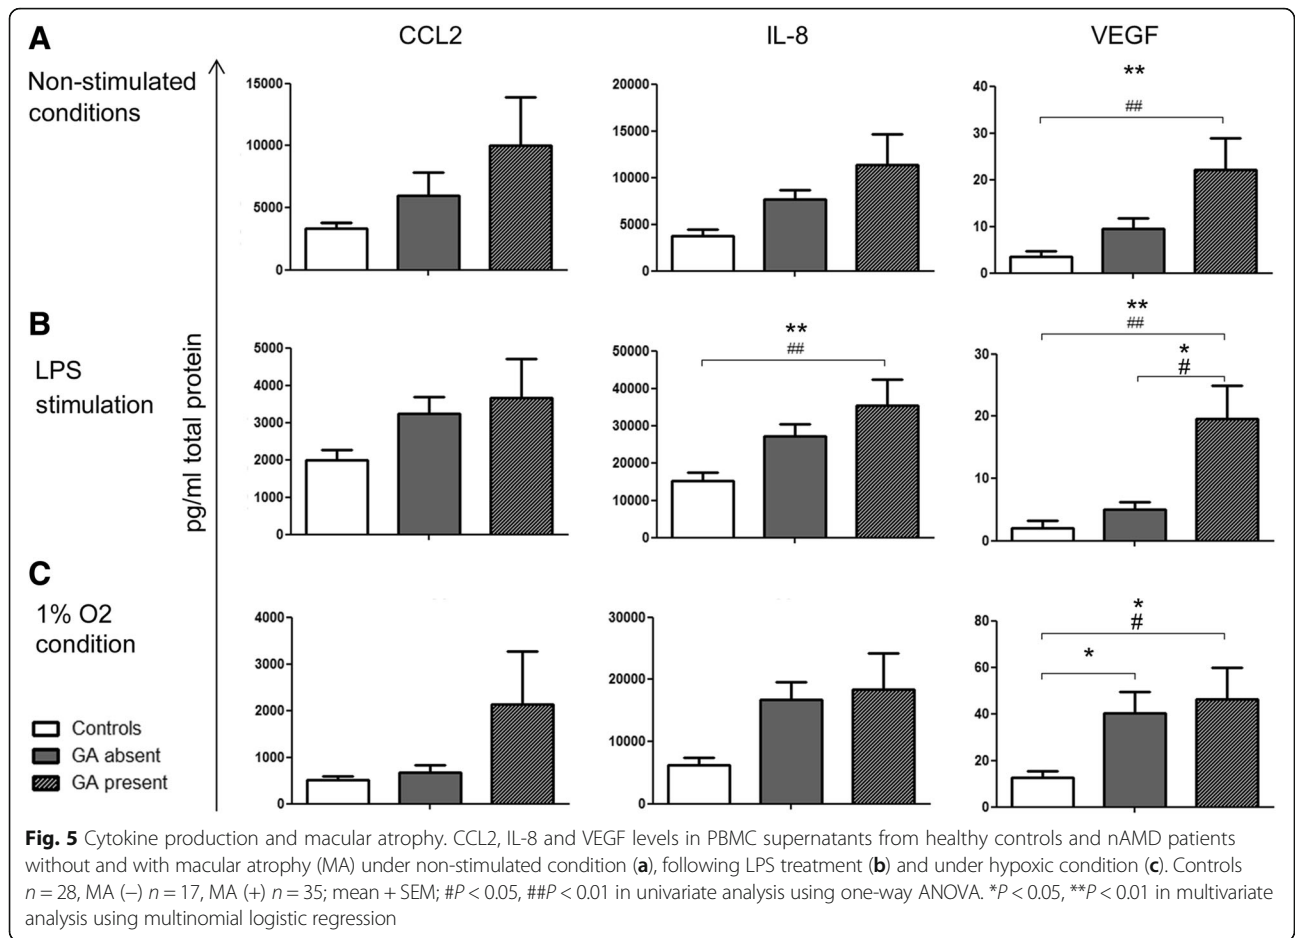 A
CCL2
IL-8
VEGF
Non-stimulated
conditions
15000
10000
5000
0
20000
15000
10000
5000
0
**
##
40
30
20
10
0
B
LPS
stimulation
pg/ml total protein
5000
4000
3000
2000
1000
0
**
##
50000
40000
30000
20000
10000
0
**
##
*
#
30
20
10
0
C
1% O2
condition
4000
3000
2000
1000
0
30000
20000
10000
0
*
#
*
80
60
40
20
0
Controls
GA absent
GA present
Fig. 5 Cytokine production and macular atrophy. CCL2, IL-8 and VEGF levels in PBMC supernatants from healthy controls and nAMD patients
without and with macular atrophy (MA) under non-stimulated condition (a), following LPS treatment (b) and under hypoxic condition (c). Controls
n = 28, MA (−) n = 17, MA (+) n = 35; mean + SEM; #P < 0.05, ##P < 0.01 in univariate analysis using one-way ANOVA. *P < 0.05, **P < 0.01 in multivariate
analysis using multinomial logistic regression